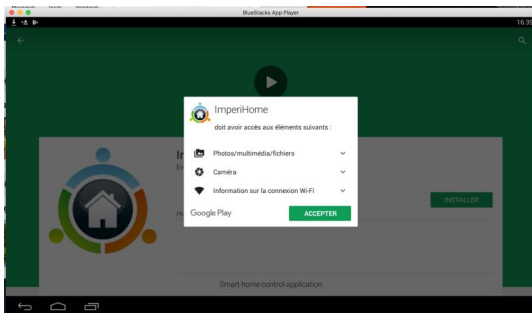 BlueStacks App Player
16:39
ImperiHome
doit avoir accès aux éléments suivants :
Photos/multimédia/fichiers
Caméra
Information sur la connexion Wi-Fi
Google Play
ACCEPTER
INSTALLER
Smart home control application